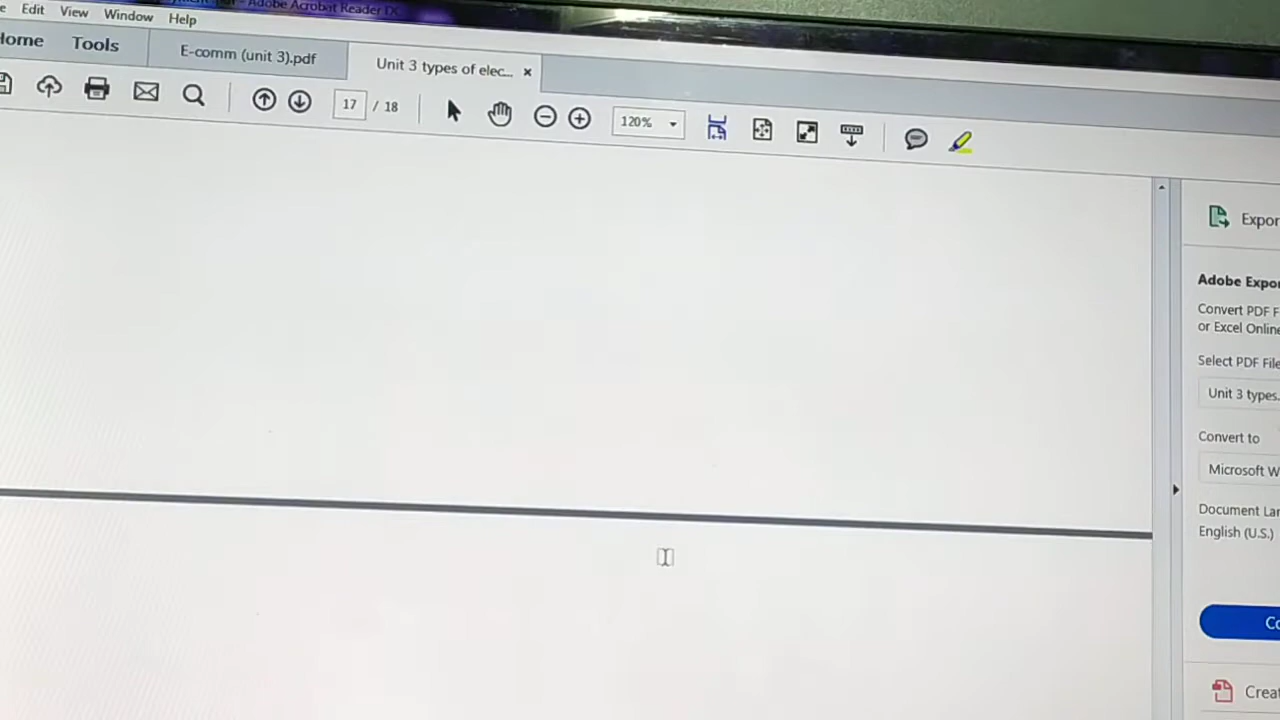 Adobe Acrobat Reader DC
Edit View Window Help
Home Tools E-comm (unit 3).pdf Unit 3 types of elec... ×
17 / 18 120%
Expor
Adobe Expor
Convert PDF F
or Excel Online
Select PDF File
Unit 3 types.
Convert to
Microsoft W
Document Lan
English (U.S.)
Co
Creat